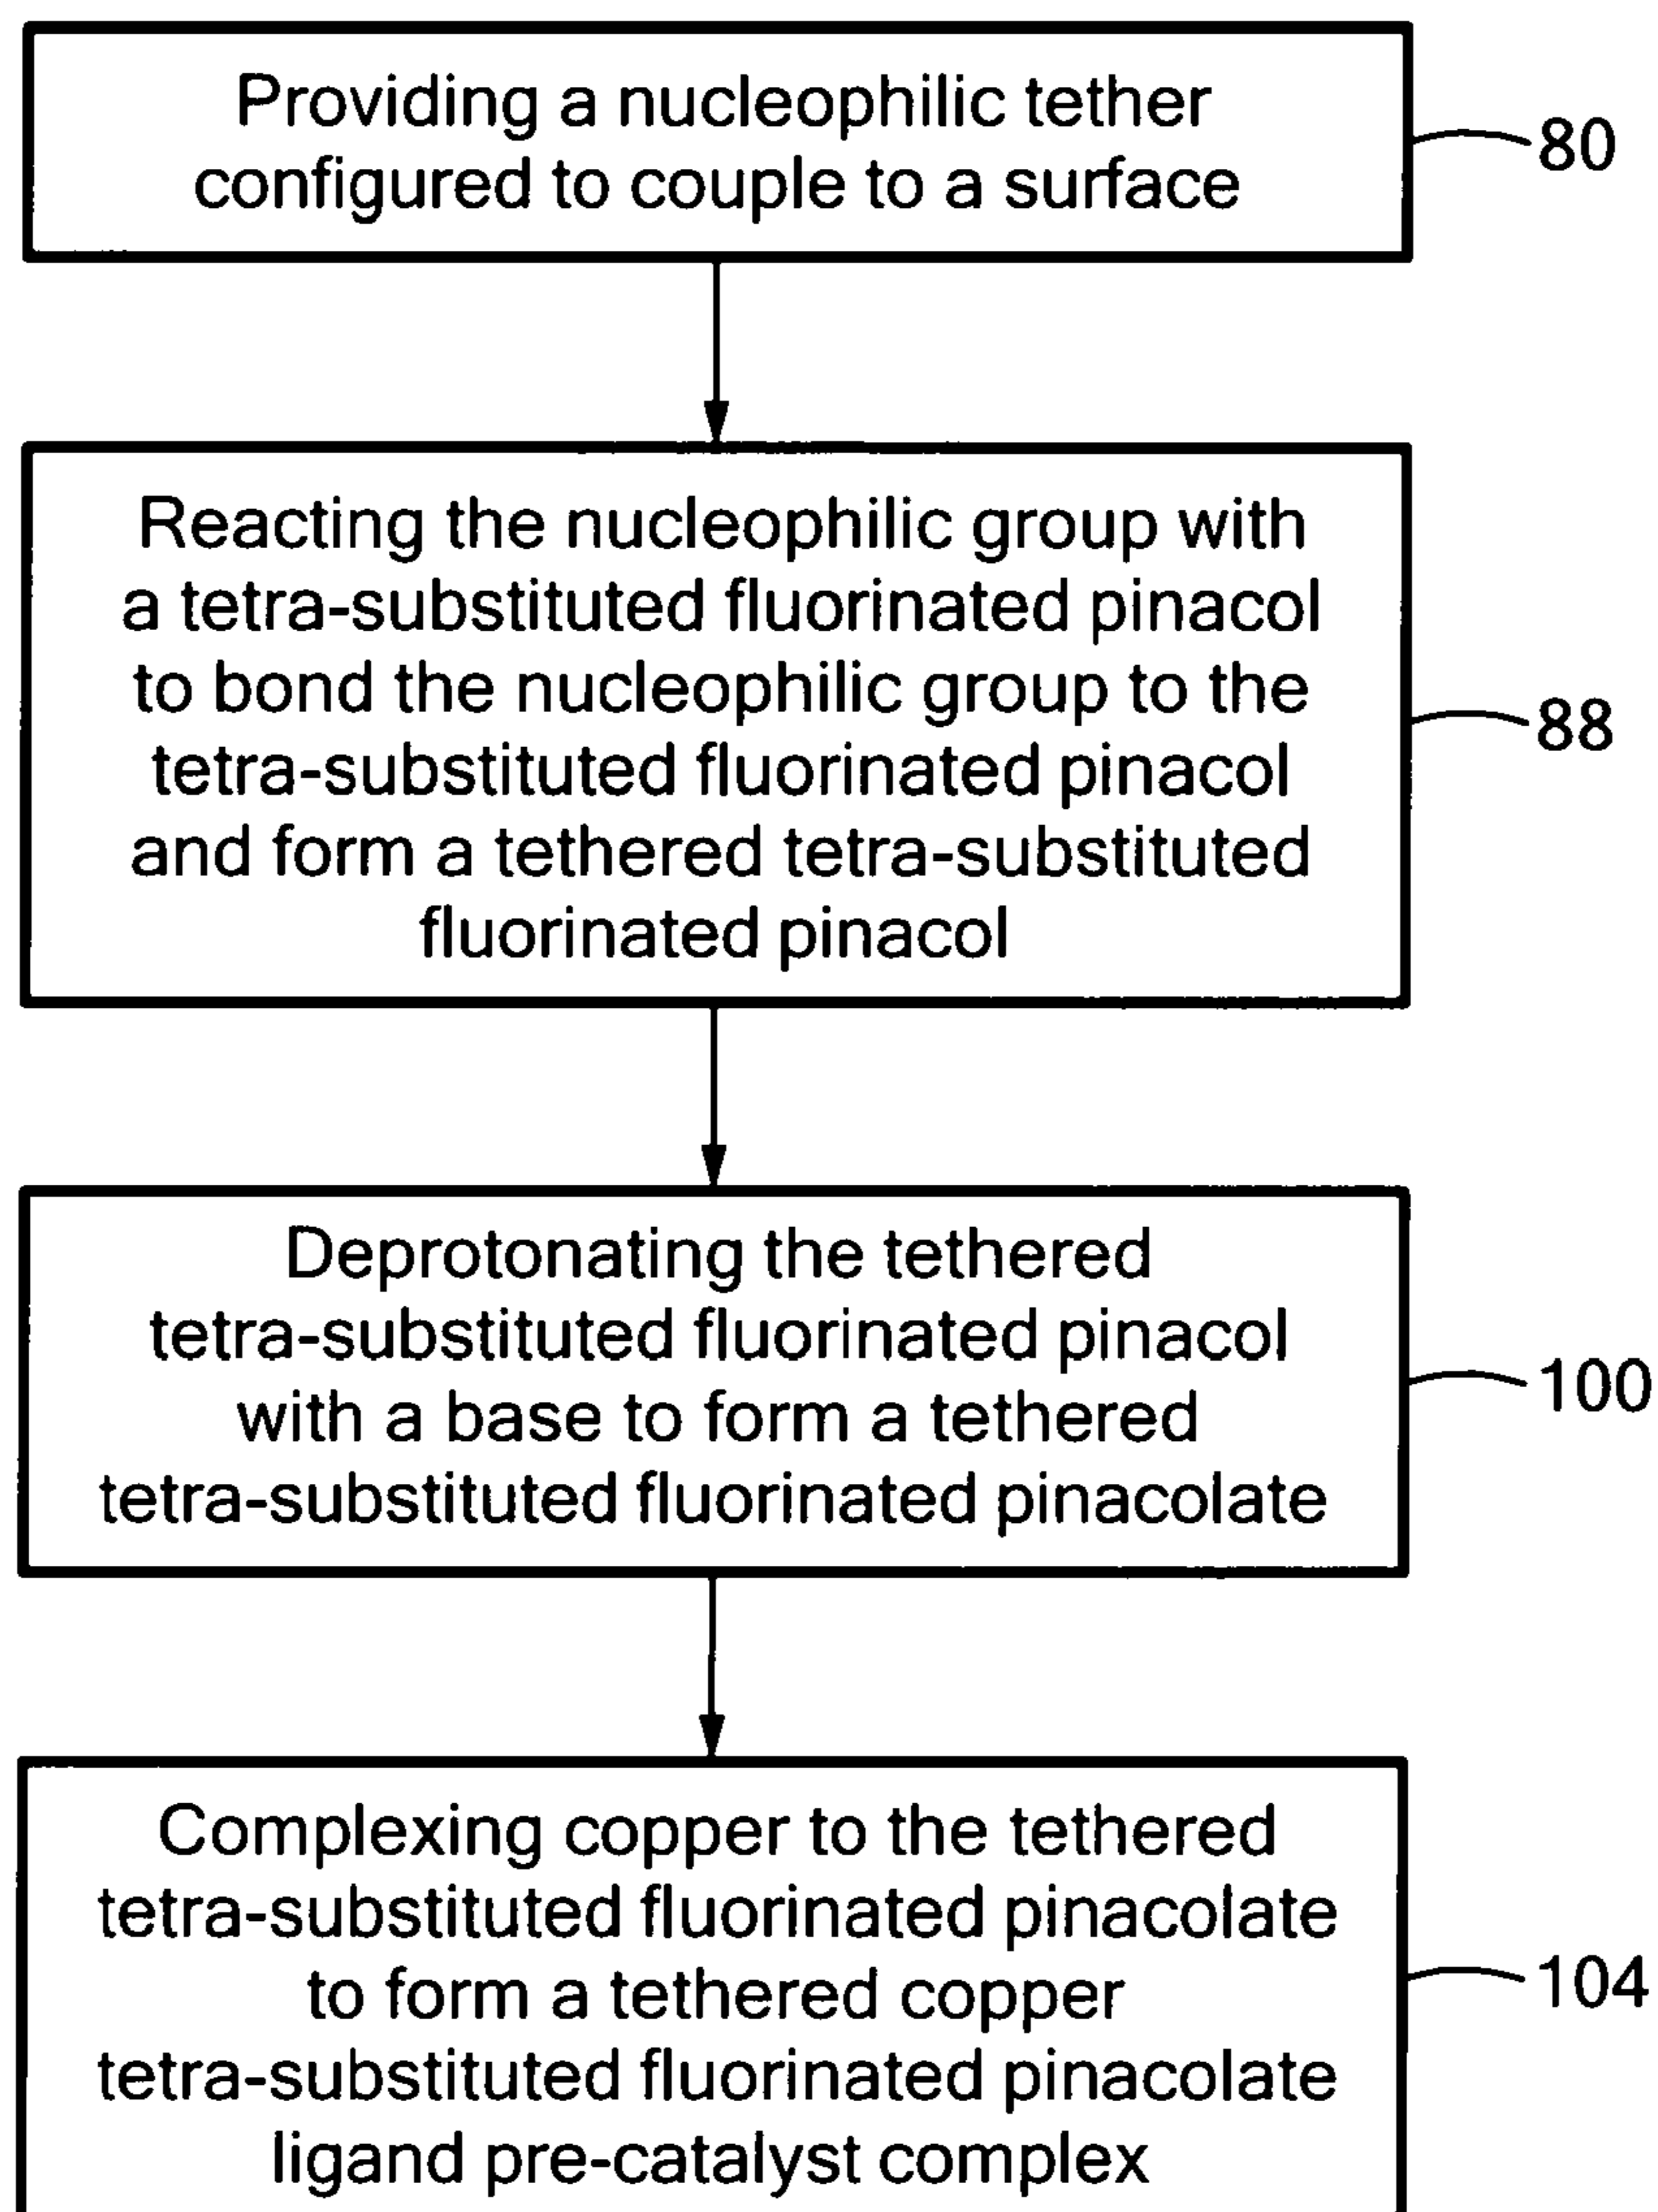 Providing a nucleophilic tether
configured to couple to a surface
80
Reacting the nucleophilic group with
a tetra-substituted fluorinated pinacol
to bond the nucleophilic group to the
tetra-substituted fluorinated pinacol
and form a tethered tetra-substituted
fluorinated pinacol
88
Deprotonating the tethered
tetra-substituted fluorinated pinacol
with a base to form a tethered
tetra-substituted fluorinated pinacolate
100
Complexing copper to the tethered
tetra-substituted fluorinated pinacolate
to form a tethered copper
tetra-substituted fluorinated pinacolate
ligand pre-catalyst complex
104